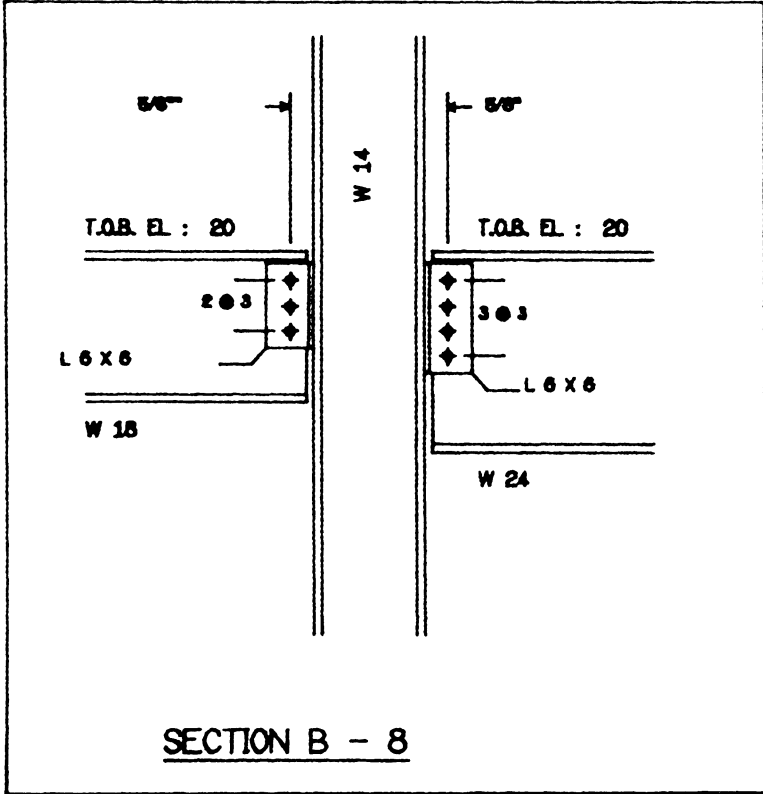 5/8"
5/8"
W 14
T.O.B. EL : 20
T.O.B. EL : 20
2 @ 3
3 @ 3
L 6 X 6
L 6 X 6
W 18
W 24
SECTION B - 8